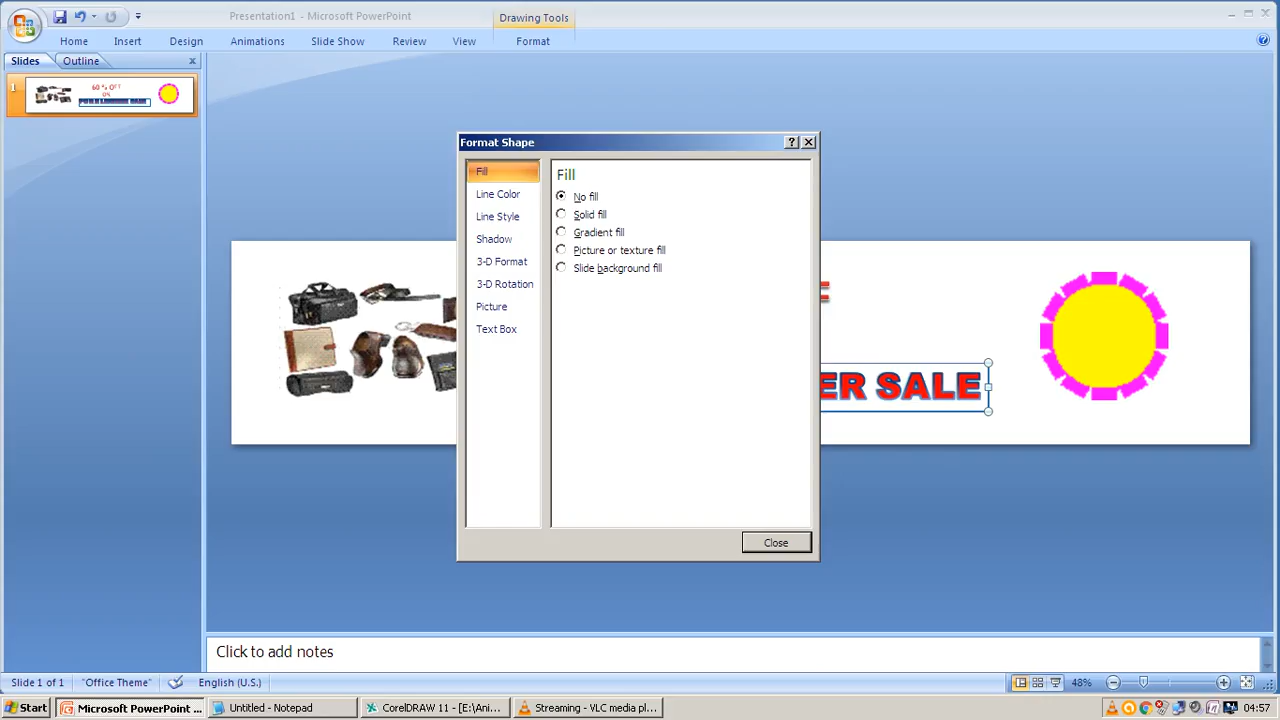 Presentation1 - Microsoft PowerPoint
Drawing Tools
Home Insert Design Animations Slide Show Review View Format
Slides Outline
1
60 % OFF
Format Shape
Fill
Line Color
Line Style
Shadow
3-D Format
3-D Rotation
Picture
Text Box
Fill
No fill
Solid fill
Gradient fill
Picture or texture fill
Slide background fill
ER SALE
Close
Click to add notes
Slide 1 of 1 "Office Theme" English (U.S.) 48%
Start Microsoft PowerPoint ... Untitled - Notepad CorelDRAW 11 - [E:\Ani... Streaming - VLC media pl... 04:57